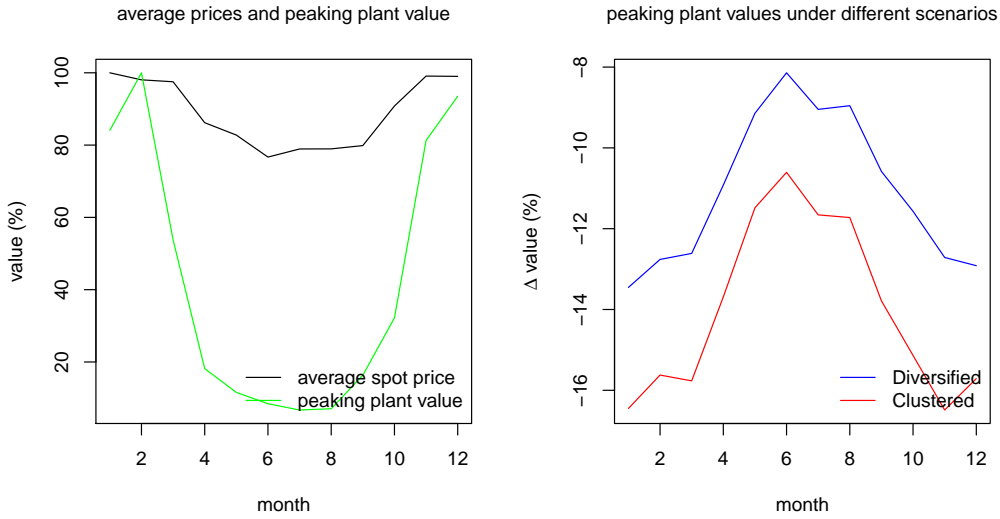 average prices and peaking plant value
value (%)
100
80
60
40
20
average spot price
peaking plant value
2 4 6 8 10 12
month
peaking plant values under different scenarios
Δ value (%)
−8
−10
−12
−14
−16
Diversified
Clustered
2 4 6 8 10 12
month